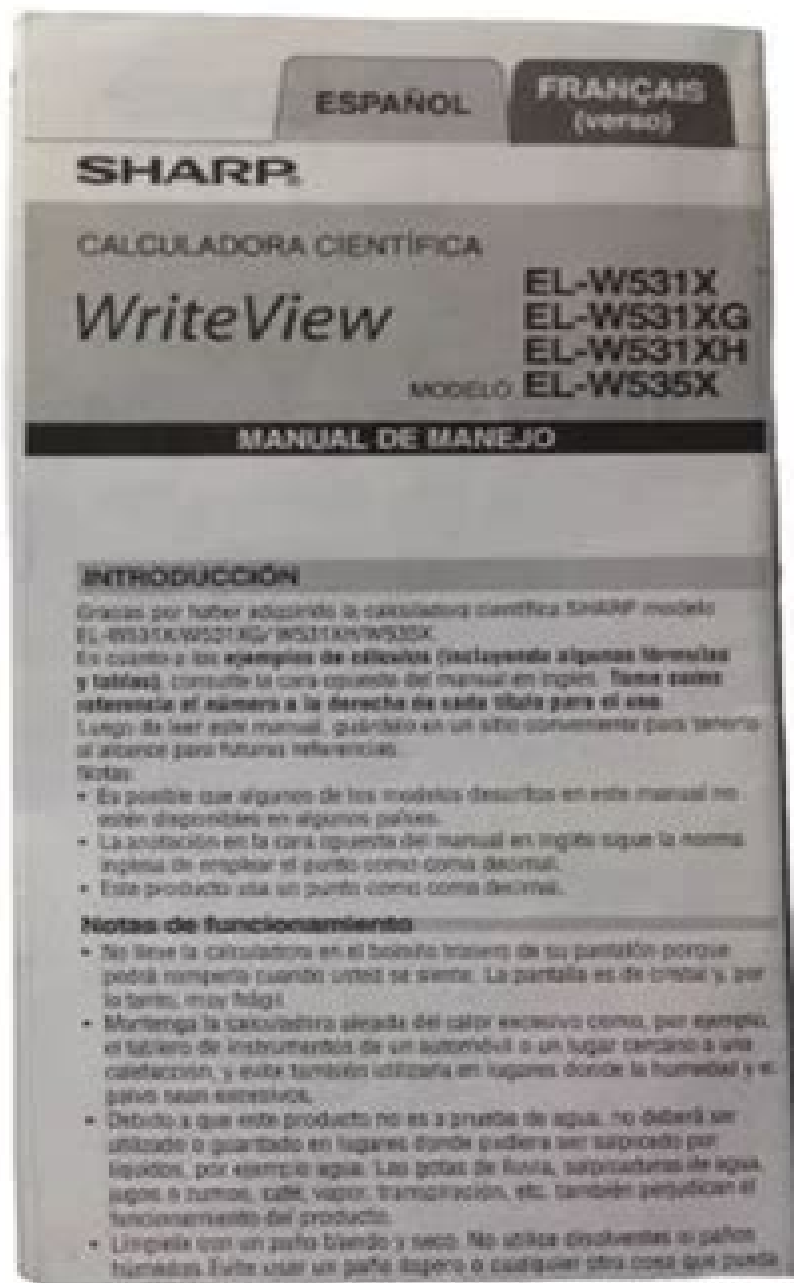 ESPAÑOL
FRANÇAIS
(verso)
SHARP®
CALCULADORA CIENTÍFICA
WriteView
EL-W531X
EL-W531XG
EL-W531XH
MODELO EL-W535X
MANUAL DE MANEJO
INTRODUCCIÓN
Gracias por haber adquirido la calculadora científica SHARP modelo
EL-W531X/W531XG/W531XH/W535X.
En cuanto a los ejemplos de cálculos (incluyendo algunas fórmulas
y tablas), consulte la cara opuesta del manual en inglés. Tome como
referencia el número a la derecha de cada título para el uso.
Luego de leer este manual, guárdelo en un sitio conveniente para tenerlo
al alcance para futuras referencias.
Notas:
• Es posible que algunos de los modelos descritos en este manual no
estén disponibles en algunos países.
• La anotación en la cara opuesta del manual en inglés sigue la norma
inglesa de emplear el punto como coma decimal.
• Este producto usa un punto como coma decimal.
Notas de funcionamiento
• No lleve la calculadora en el bolsillo trasero de su pantalón porque
podrá romperla cuando usted se siente. La pantalla es de cristal y, por
lo tanto, muy frágil.
• Mantenga la calculadora alejada del calor excesivo como, por ejemplo,
el tablero de instrumentos de un automóvil o un lugar cercano a una
calefacción, y evite también utilizarla en lugares donde la humedad y el
polvo sean excesivos.
• Debido a que este producto no es a prueba de agua, no deberá ser
utilizado o guardado en lugares donde pudiera ser salpicado por
líquidos, por ejemplo agua. Las gotas de lluvia, salpicaduras de agua,
jugos o zumos, café, vapor, transpiración, etc. también perjudican el
funcionamiento del producto.
• Límpiela con un paño blando y seco. No utilice disolventes ni paños
húmedos. Evite usar un paño áspero o cualquier otra cosa que pueda